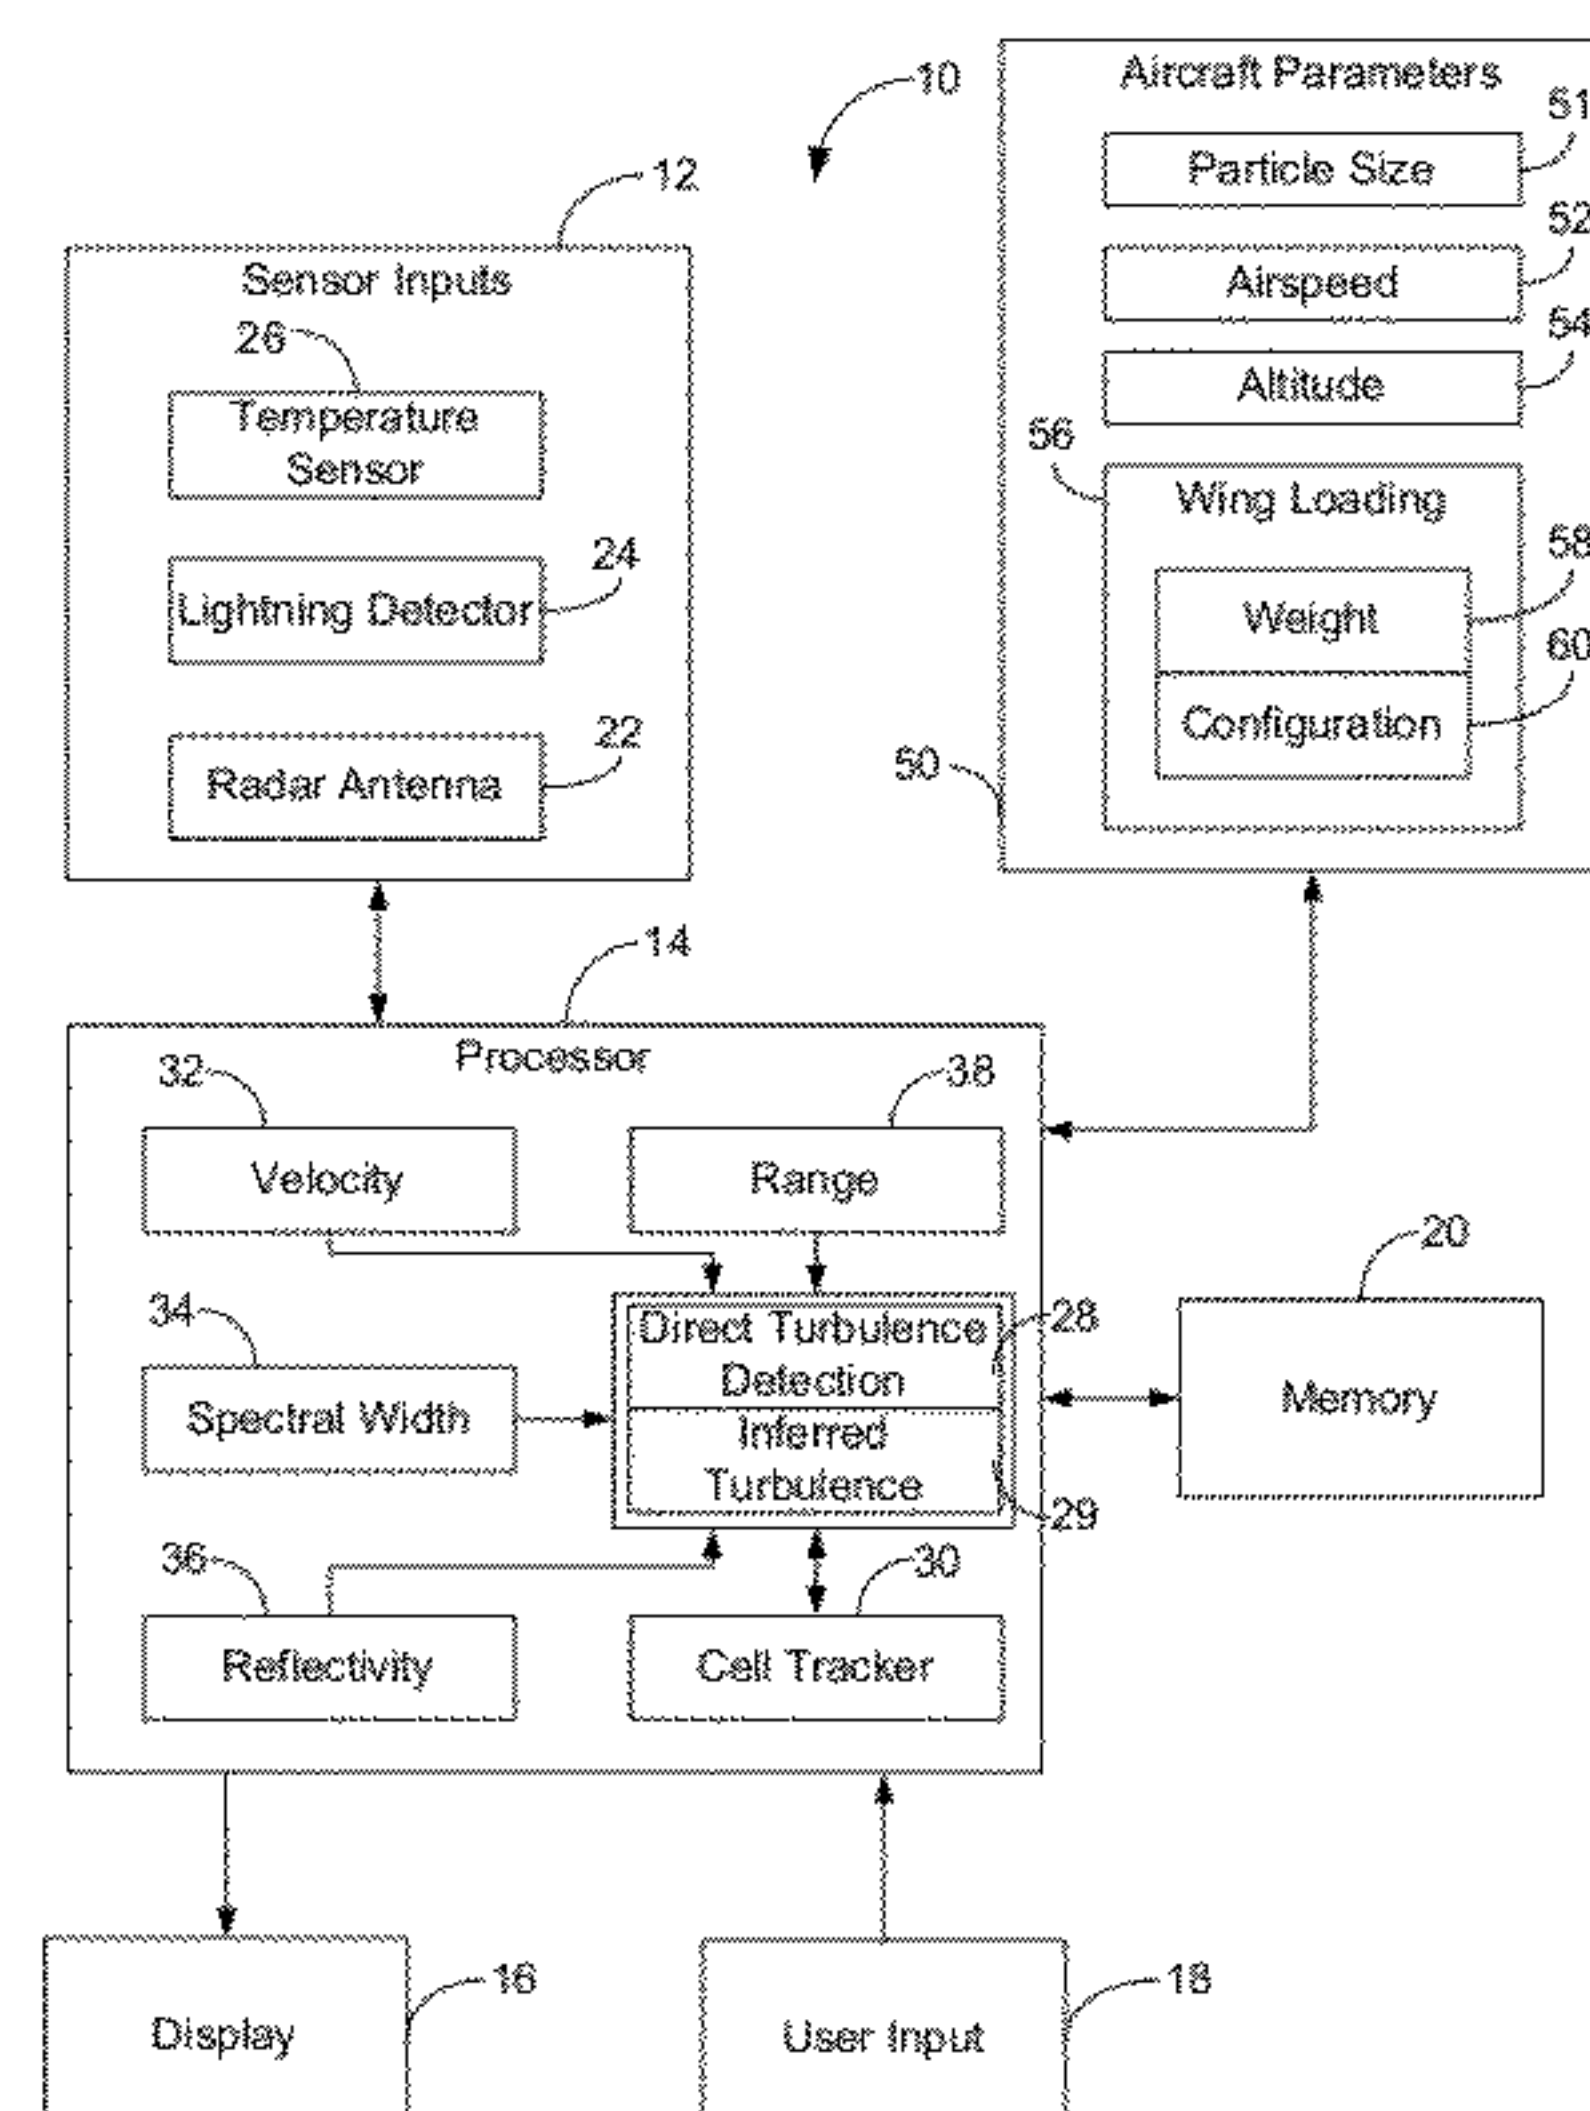 10
Aircraft Parameters
51
Particle Size
12
52
Airspeed
Sensor Inputs
54
26
Altitude
Temperature
Sensor
56
Wing Loading
58
24
Lightning Detector
Weight
60
22
Configuration
Radar Antenna
50
14
Processor
32
38
Velocity
Range
20
34
Direct Turbulence
28
Detection
Memory
Spectral Width
Inferred
Turbulence
29
36
30
Reflectivity
Cell Tracker
16
18
Display
User Input